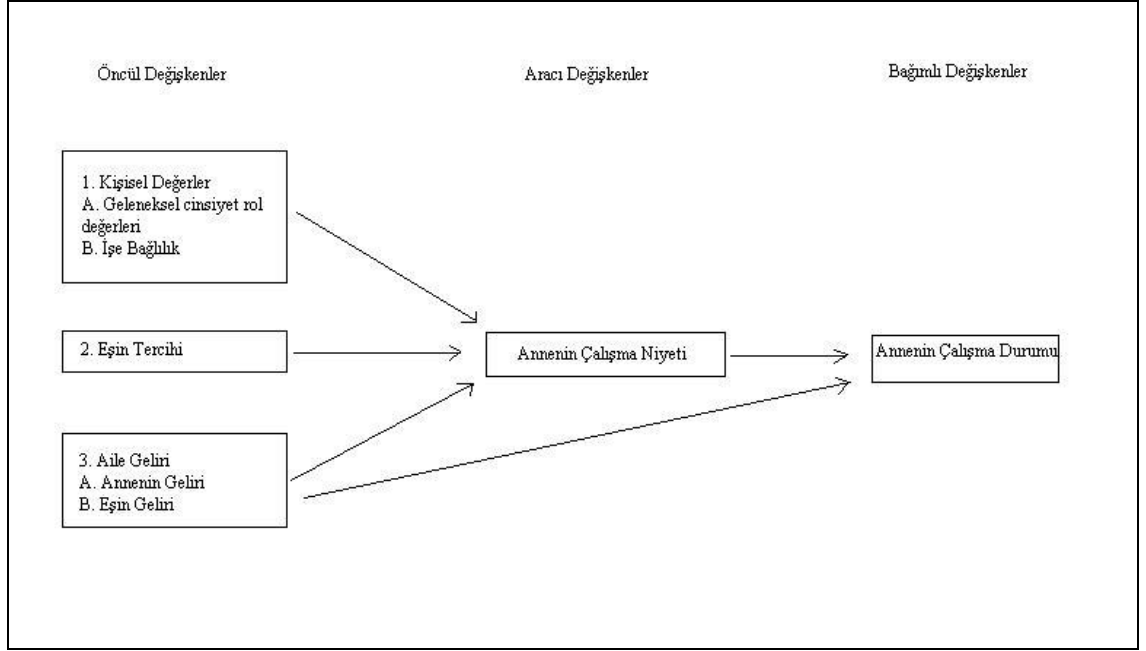 Öncül Değişkenler
Aracı Değişkenler
Bağımlı Değişkenler
1. Kişisel Değerler
A. Geleneksel cinsiyet rol
değerleri
B. İşe Bağlılık
2. Eşin Tercihi
Annenin Çalışma Niyeti
Annenin Çalışma Durumu
3. Aile Geliri
A. Annenin Geliri
B. Eşin Geliri